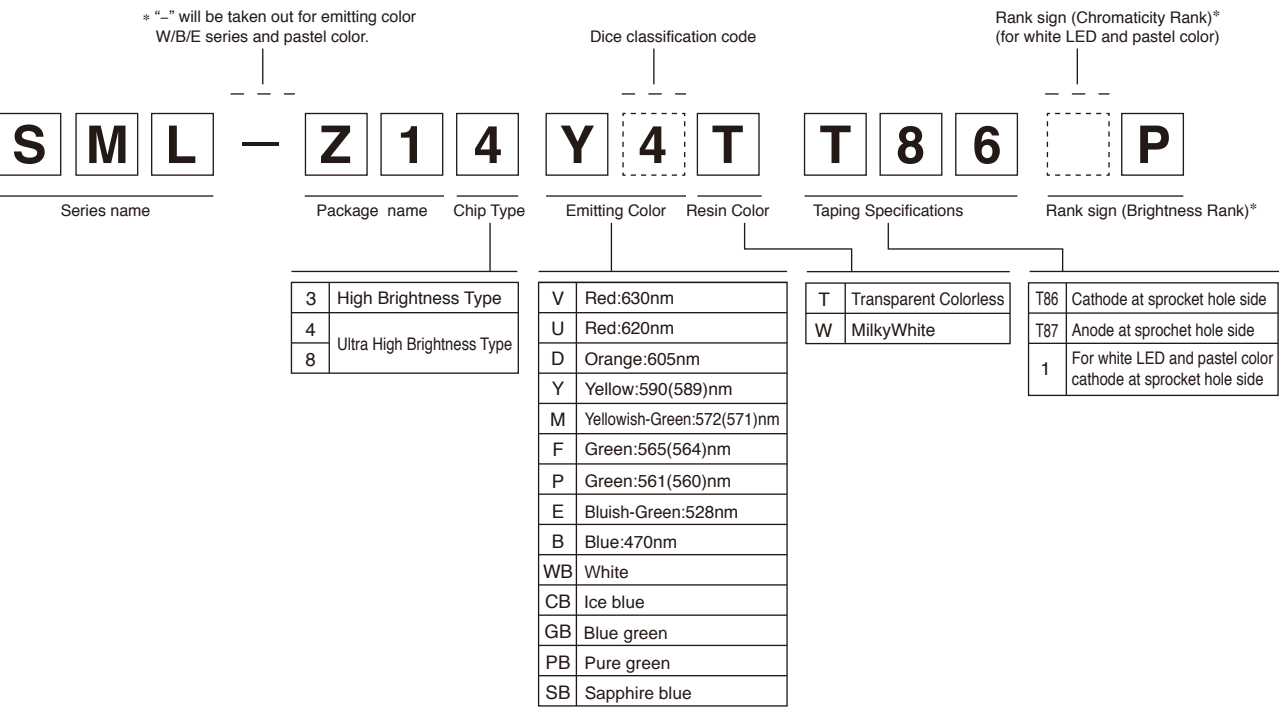 * “–” will be taken out for emitting color
W/B/E series and pastel color.
Dice classification code
Rank sign (Chromaticity Rank)*
(for white LED and pastel color)
S M L – Z 1 4 Y 4 T T 8 6 P
Series name
Package name
Chip Type
Emitting Color
Resin Color
Taping Specifications
Rank sign (Brightness Rank)*
3 High Brightness Type
4
8
Ultra High Brightness Type
V Red:630nm
U Red:620nm
D Orange:605nm
Y Yellow:590(589)nm
M Yellowish-Green:572(571)nm
F Green:565(564)nm
P Green:561(560)nm
E Bluish-Green:528nm
B Blue:470nm
WB White
CB Ice blue
GB Blue green
PB Pure green
SB Sapphire blue
T Transparent Colorless
W MilkyWhite
T86 Cathode at sprocket hole side
T87 Anode at sprochet hole side
1 For white LED and pastel color
cathode at sprocket hole side